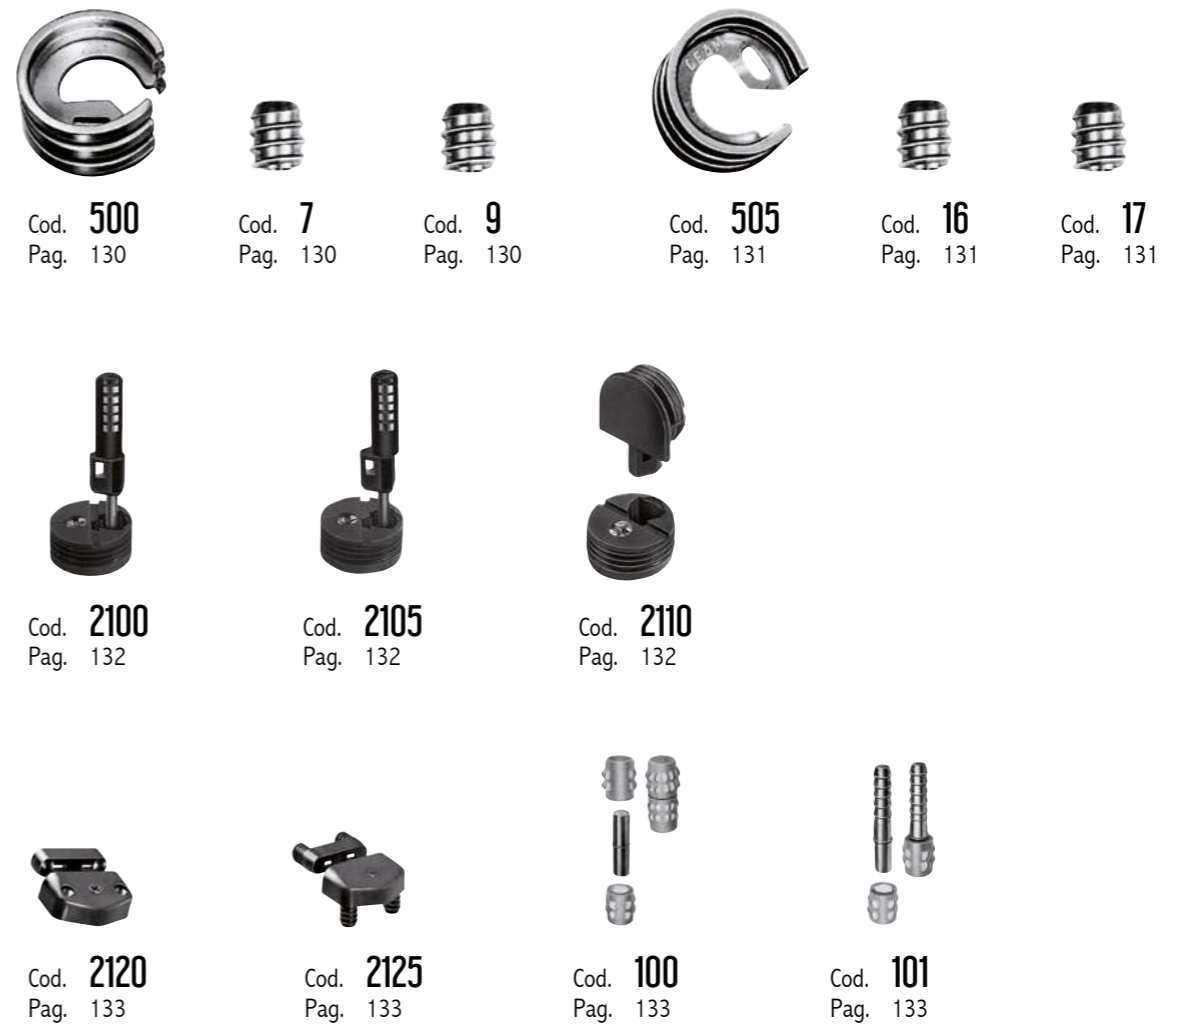 CEAM
Cod. 500
Pag. 130
Cod. 7
Pag. 130
Cod. 9
Pag. 130
Cod. 505
Pag. 131
Cod. 16
Pag. 131
Cod. 17
Pag. 131
Cod. 2100
Pag. 132
Cod. 2105
Pag. 132
Cod. 2110
Pag. 132
Cod. 2120
Pag. 133
Cod. 2125
Pag. 133
Cod. 100
Pag. 133
Cod. 101
Pag. 133